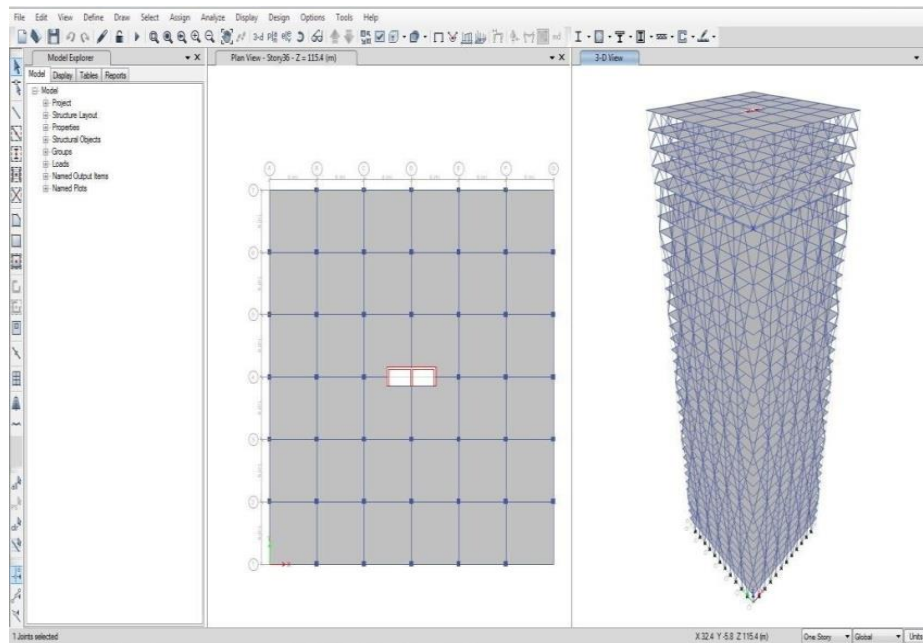 File Edit View Define Draw Select Assign Analyze Display Design Options Tools Help
Model Explorer
Model Display Tables Reports
Model
Project
Structure Layout
Properties
Structural Objects
Groups
Loads
Named Output Items
Named Plots
Plan View - Story36 - Z = 115.4 (m)
3-D View
3-d
X
1 Joints selected
X 32.4 Y -5.8 Z 115.4 (m)
One Story
Global
Units